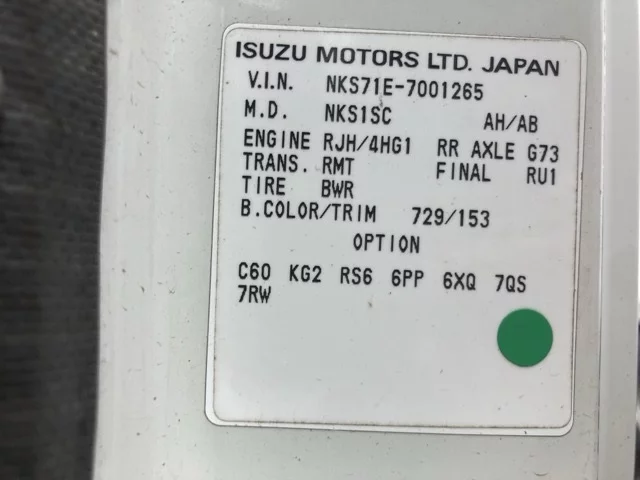 ISUZU MOTORS LTD. JAPAN
V.I.N. NKS71E-7001265
M.D. NKS1SC AH/AB
ENGINE RJH/4HG1 RR AXLE G73
TRANS. RMT FINAL RU1
TIRE BWR
B.COLOR/TRIM 729/153
OPTION
C60 KG2 RS6 6PP 6XQ 7QS
7RW